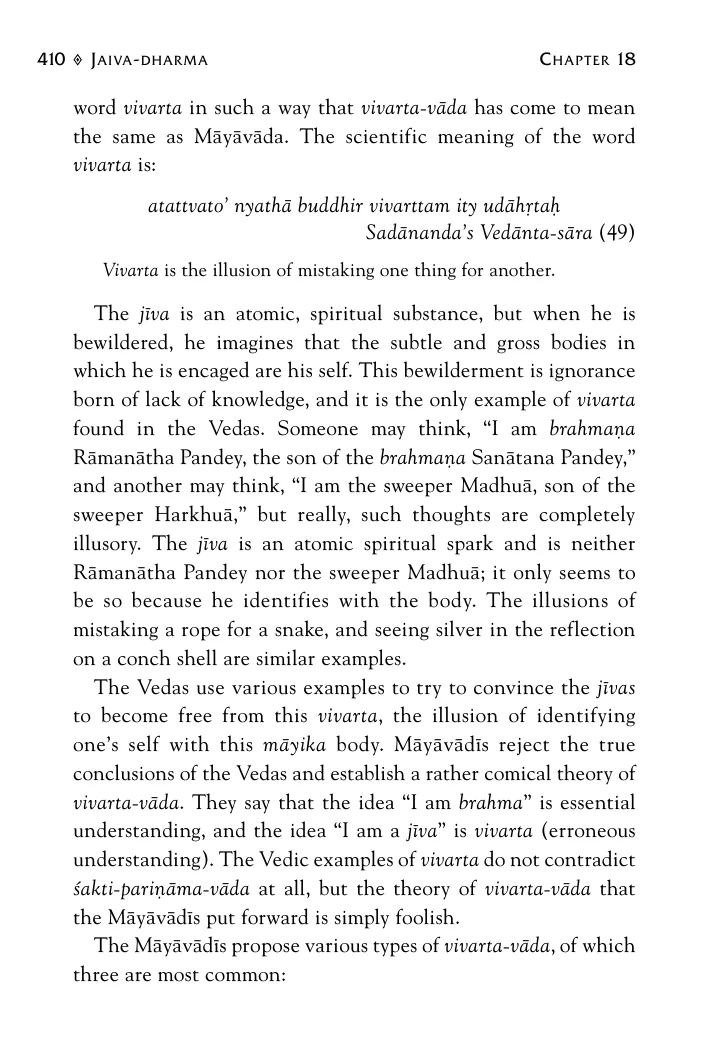 410 ⟡ Jaiva-dharma Chapter 18
word vivarta in such a way that vivarta-vāda has come to mean
the same as Māyāvāda. The scientific meaning of the word
vivarta is:
atattvato’ nyathā buddhir vivarttam ity udāhṛtaḥ
Sadānanda’s Vedānta-sāra (49)
Vivarta is the illusion of mistaking one thing for another.
The jīva is an atomic, spiritual substance, but when he is
bewildered, he imagines that the subtle and gross bodies in
which he is encaged are his self. This bewilderment is ignorance
born of lack of knowledge, and it is the only example of vivarta
found in the Vedas. Someone may think, “I am brahmaṇa
Rāmanātha Pandey, the son of the brahmaṇa Sanātana Pandey,”
and another may think, “I am the sweeper Madhuā, son of the
sweeper Harkhuā,” but really, such thoughts are completely
illusory. The jīva is an atomic spiritual spark and is neither
Rāmanātha Pandey nor the sweeper Madhuā; it only seems to
be so because he identifies with the body. The illusions of
mistaking a rope for a snake, and seeing silver in the reflection
on a conch shell are similar examples.
The Vedas use various examples to try to convince the jīvas
to become free from this vivarta, the illusion of identifying
one’s self with this māyika body. Māyāvādīs reject the true
conclusions of the Vedas and establish a rather comical theory of
vivarta-vāda. They say that the idea “I am brahma” is essential
understanding, and the idea “I am a jīva” is vivarta (erroneous
understanding). The Vedic examples of vivarta do not contradict
śakti-pariṇāma-vāda at all, but the theory of vivarta-vāda that
the Māyāvādīs put forward is simply foolish.
The Māyāvādīs propose various types of vivarta-vāda, of which
three are most common: